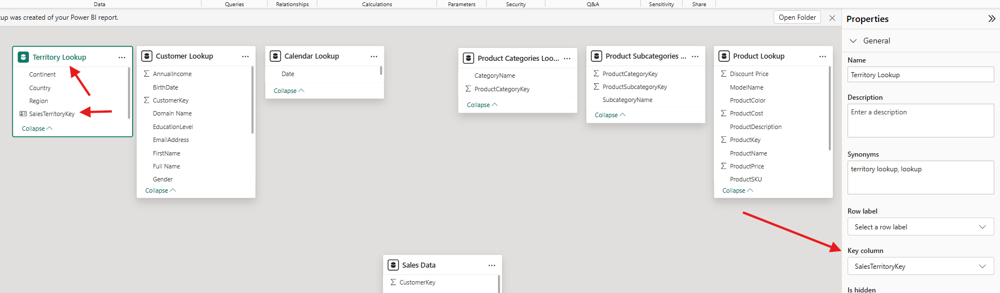 Data Queries Relationships Calculations Parameters Security Q&A Sensitivity Share
up was created of your Power BI report. Open Folder
Territory Lookup
Continent
Country
Region
SalesTerritoryKey
Collapse
Customer Lookup
AnnualIncome
BirthDate
CustomerKey
Domain Name
EducationLevel
EmailAddress
FirstName
Full Name
Gender
Collapse
Calendar Lookup
Date
Collapse
Product Categories Loo...
CategoryName
ProductCategoryKey
Collapse
Product Subcategories ...
ProductCategoryKey
ProductSubcategoryKey
SubcategoryName
Collapse
Product Lookup
Discount Price
ModelName
ProductColor
ProductCost
ProductDescription
ProductKey
ProductName
ProductPrice
ProductSKU
Collapse
Sales Data
CustomerKey
Properties
General
Name
Territory Lookup
Description
Enter a description
Synonyms
territory lookup, lookup
Row label
Select a row label
Key column
SalesTerritoryKey
Is hidden